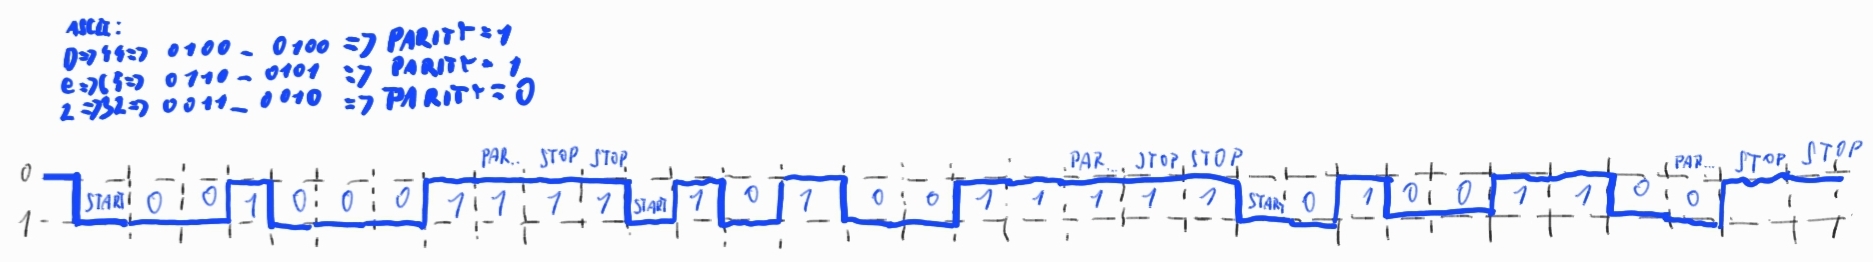 ASCII:
D=>44=> 0100-0100 => PARITY=1
e=>65=> 0110-0101 => PARITY=1
2=>32=> 0011-0010 => PARITY=0
PAR.. STOP STOP PAR... STOP STOP PAR... STOP STOP
0
START 0 0 1 0 0 0 1 1 1 1 START 1 0 1 0 0 1 1 1 1 1 START 0 1 0 0 1 1 0 0
1